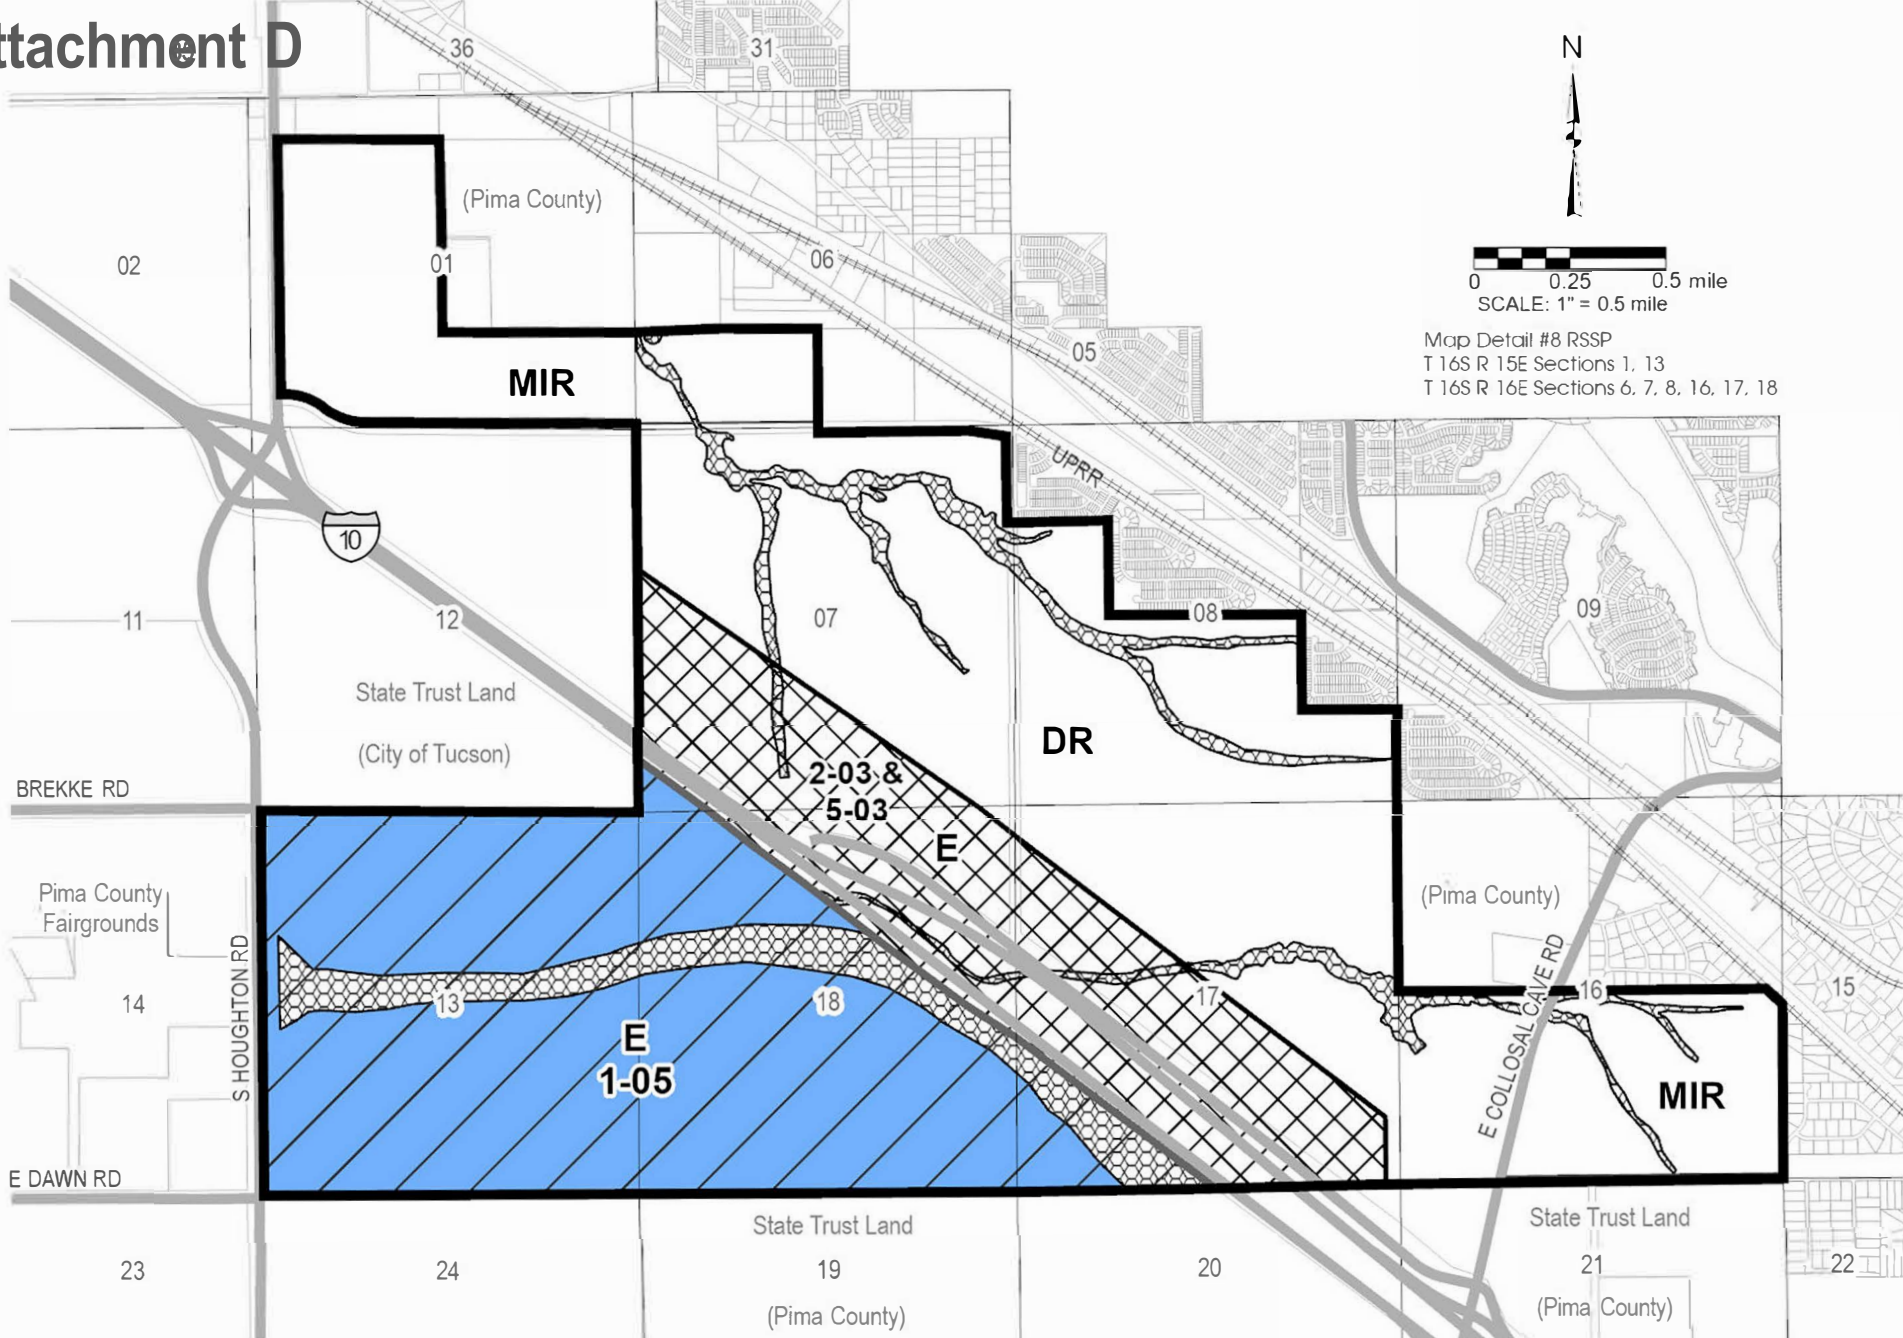 ttachment D
36
31
N
(Pima County)
02
01
06
0 0.25 0.5 mile
SCALE: 1" = 0.5 mile
Map Detail #8 RSSP
T 16S R 15E Sections 1, 13
T 16S R 16E Sections 6, 7, 8, 16, 17, 18
05
MIR
UPRR
10
11
12
07
08
09
State Trust Land
(City of Tucson)
DR
2-03 &
5-03
E
BREKKE RD
Pima County
Fairgrounds
(Pima County)
S HOUGHTON RD
E COLLOSAL CAVE RD
14
13
18
17
16
15
E
1-05
MIR
E DAWN RD
State Trust Land
State Trust Land
23
24
19
20
21
22
(Pima County)
(Pima County)